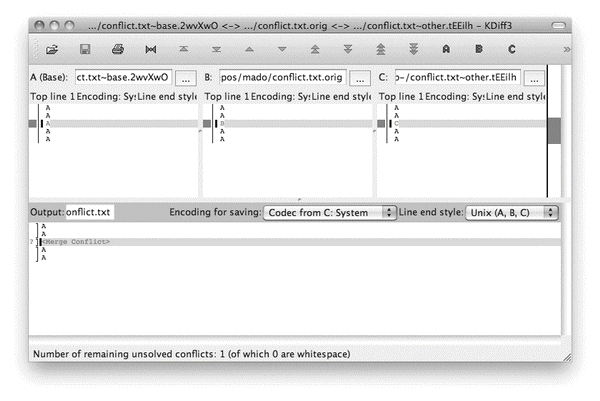 .../conflict.txt~base.2wvXwO <-> .../conflict.txt.orig <-> .../conflict.txt~other.tEEilh - KDiff3
A B C »
A (Base): ct.txt~base.2wvXwO ... B: pos/mado/conflict.txt.orig ... C: p-/conflict.txt~other.tEEilh ...
Top line 1 Encoding: Sys Line end style Top line 1 Encoding: Sys Line end style Top line 1 Encoding: Sys Line end style
A A A
A A A
A B C
A A A
A A A
Output: onflict.txt Encoding for saving: Codec from C: System Line end style: Unix (A, B, C)
A
A
? <Merge Conflict>
A
A
Number of remaining unsolved conflicts: 1 (of which 0 are whitespace)